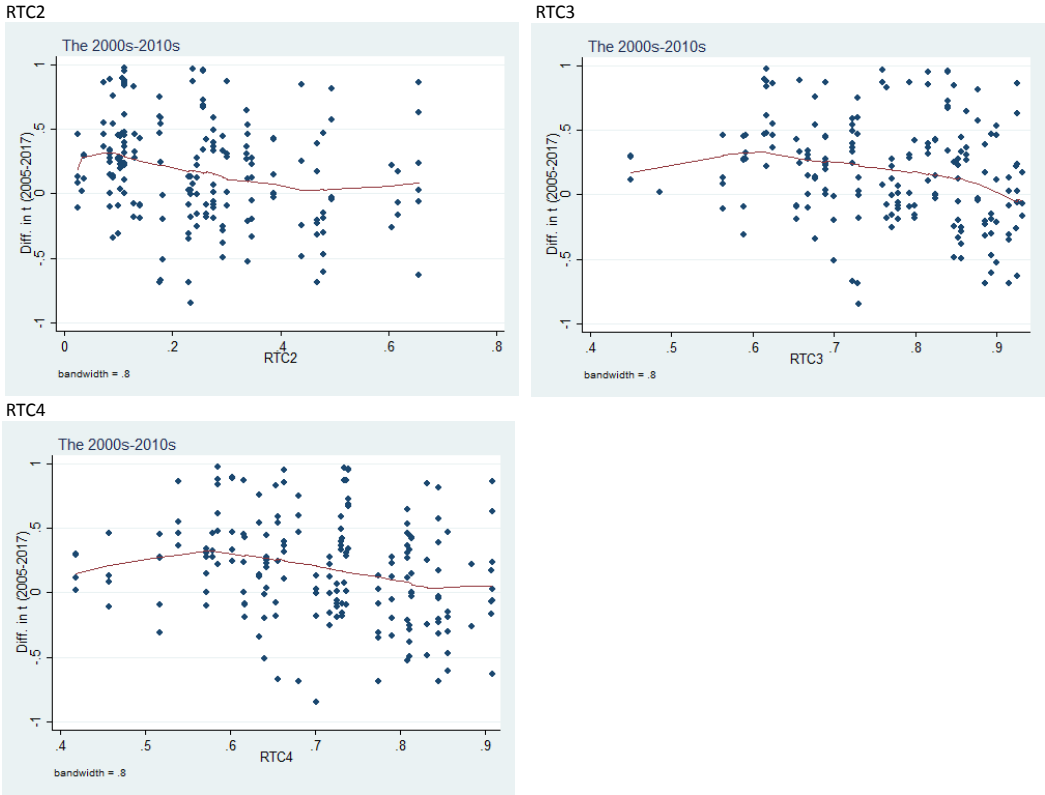 RTC2
The 2000s-2010s
Diff. in t (2005-2017)
1
.5
0
-.5
-1
0 .2 .4 .6 .8
RTC2
bandwidth = .8
RTC3
The 2000s-2010s
Diff. in t (2005-2017)
1
.5
0
-.5
-1
.4 .5 .6 .7 .8 .9
RTC3
bandwidth = .8
RTC4
The 2000s-2010s
Diff. in t (2005-2017)
1
.5
0
-.5
-1
.4 .5 .6 .7 .8 .9
RTC4
bandwidth = .8